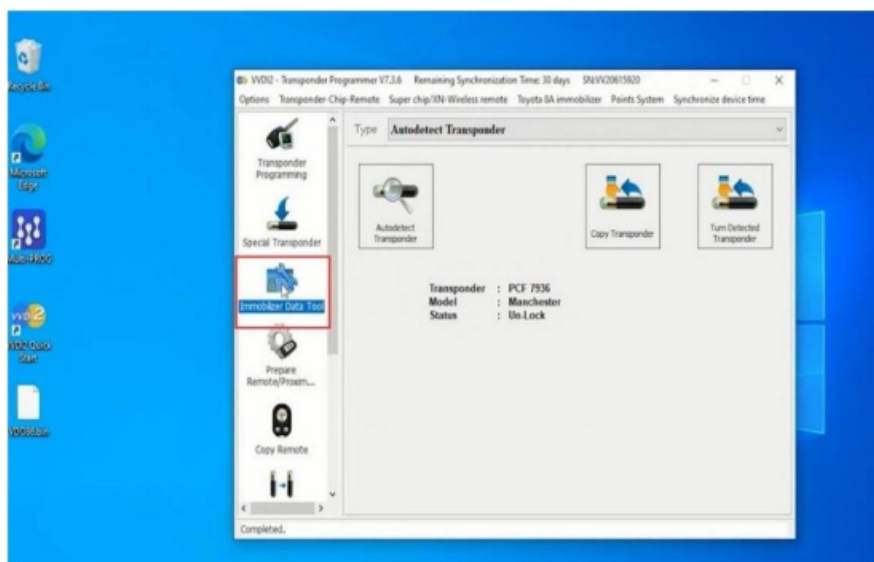 Recycle Bin
Microsoft
Edge
Multi-PROG
VVDI2
VVDI2 Quick
Start
VDO86.bin
VVDI2 - Transponder Programmer V7.3.6 Remaining Synchronization Time: 30 days SN:VV20615920
Options Transponder-Chip-Remote Super chip/XN-Wireless remote Toyota 8A immobilizer Points System Synchronize device time
Transponder
Programming
Special Transponder
Immobilizer Data Tool
Prepare
Remote/Proxim...
Copy Remote
Type Autodetect Transponder
Autodetect
Transponder
Copy Transponder
Turn Detected
Transponder
Transponder : PCF 7936
Model : Manchester
Status : Un-Lock
Completed.